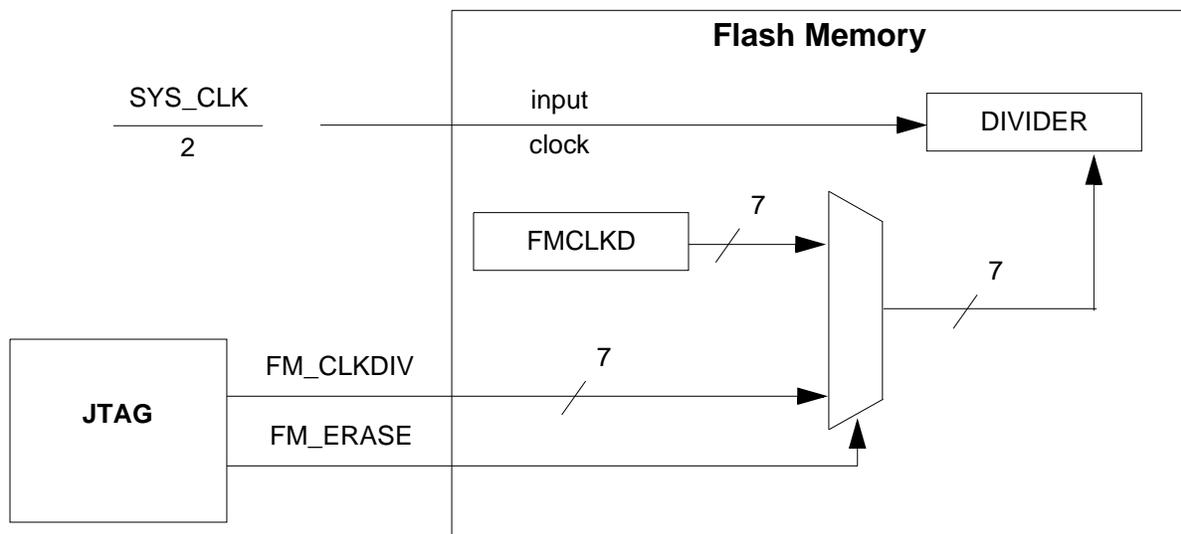 Flash Memory
SYS_CLK
2
input
clock
DIVIDER
FMCLKD
7
7
JTAG
FM_CLKDIV
7
FM_ERASE